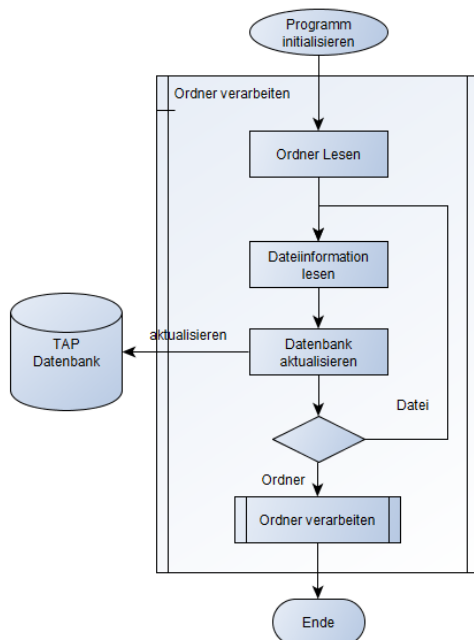 Programm
initialisieren
Ordner verarbeiten
Ordner Lesen
Dateiinformation
lesen
aktualisieren
TAP
Datenbank
Datenbank
aktualisieren
Datei
Ordner
Ordner verarbeiten
Ende